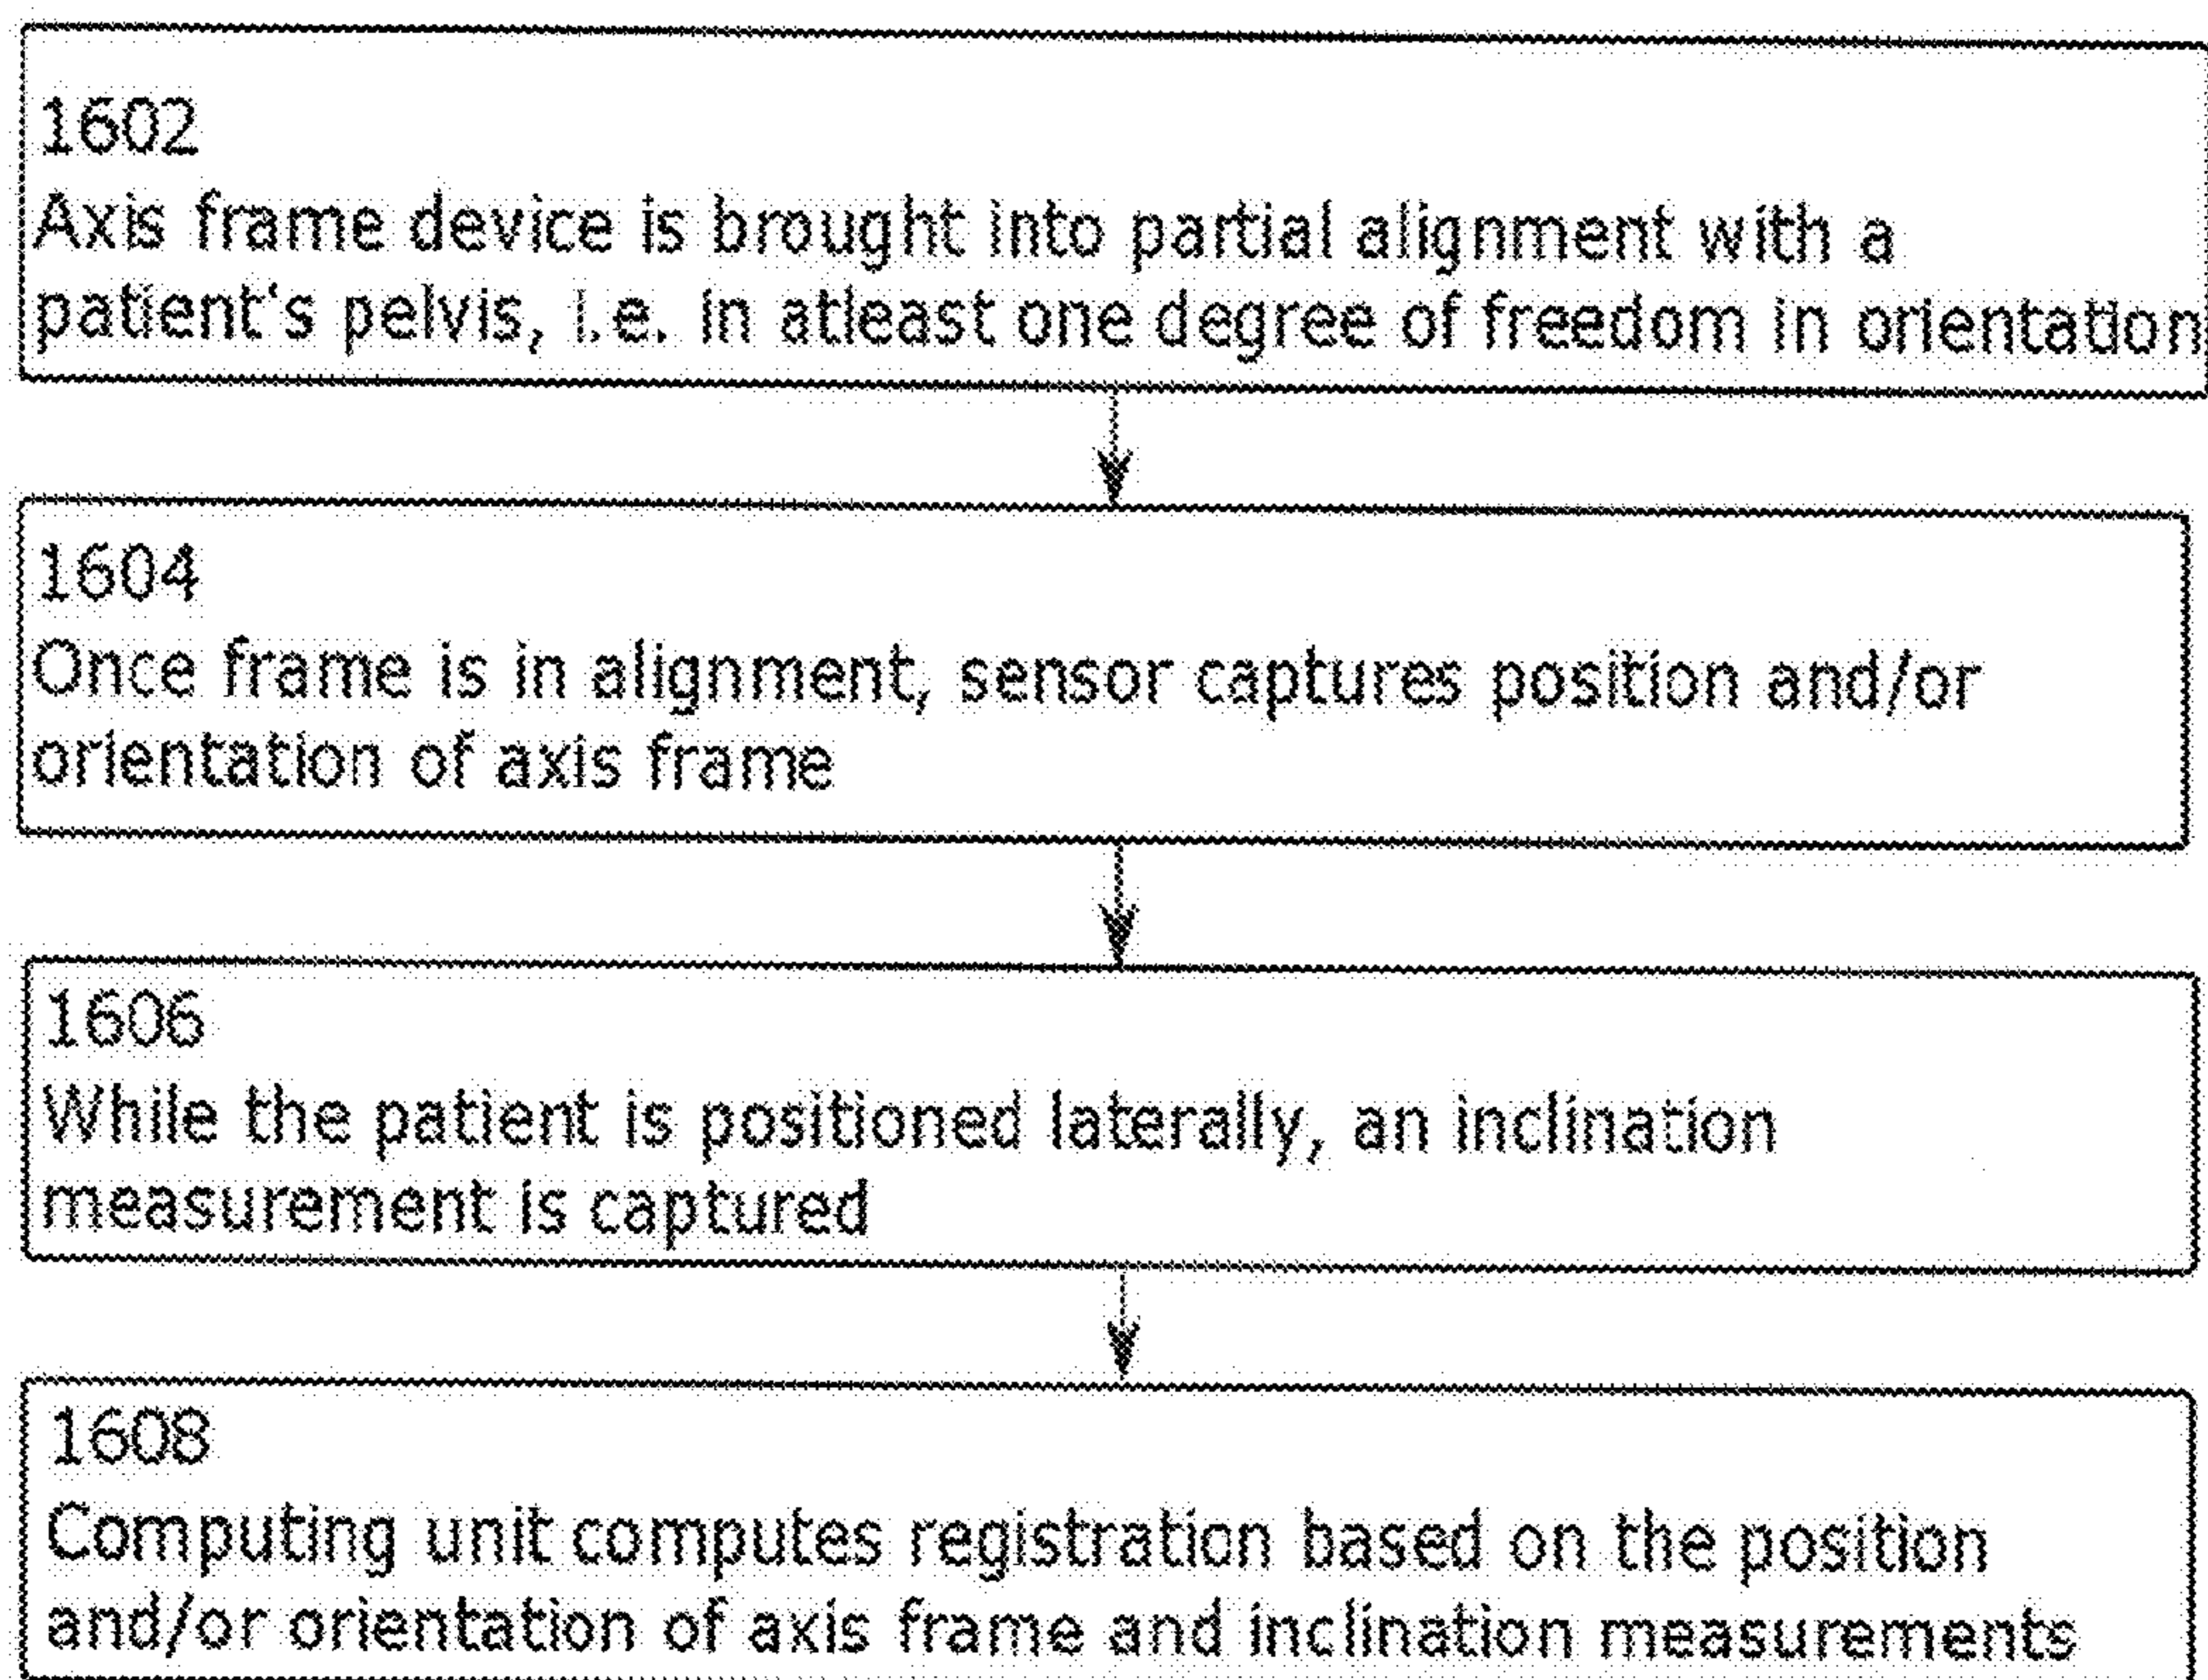 1602
Axis frame device is brought into partial alignment with a
patient's pelvis, i.e. in atleast one degree of freedom in orientation
1604
Once frame is in alignment, sensor captures position and/or
orientation of axis frame
1606
While the patient is positioned laterally, an inclination
measurement is captured
1608
Computing unit computes registration based on the position
and/or orientation of axis frame and inclination measurements